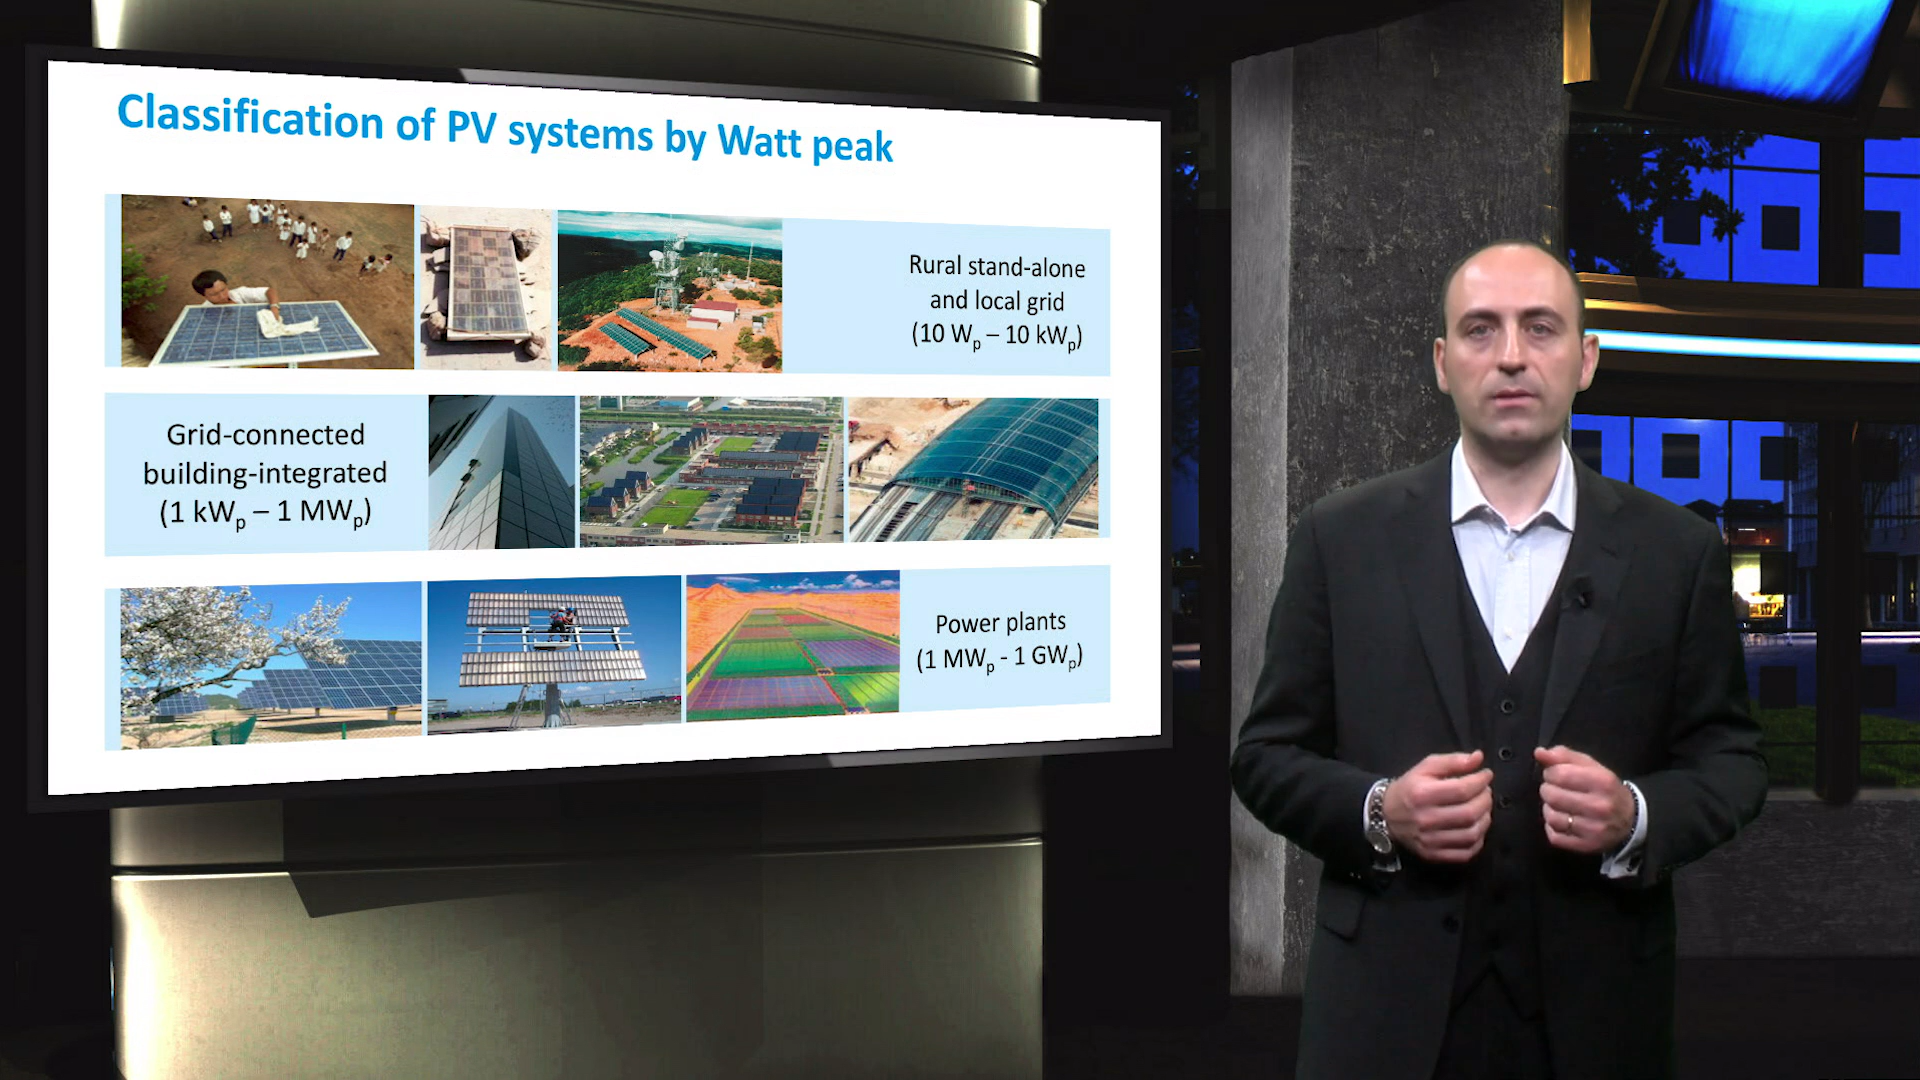 Classification of PV systems by Watt peak
Rural stand-alone
and local grid
(10 Wp – 10 kWp)
Grid-connected
building-integrated
(1 kWp – 1 MWp)
Power plants
(1 MWp - 1 GWp)